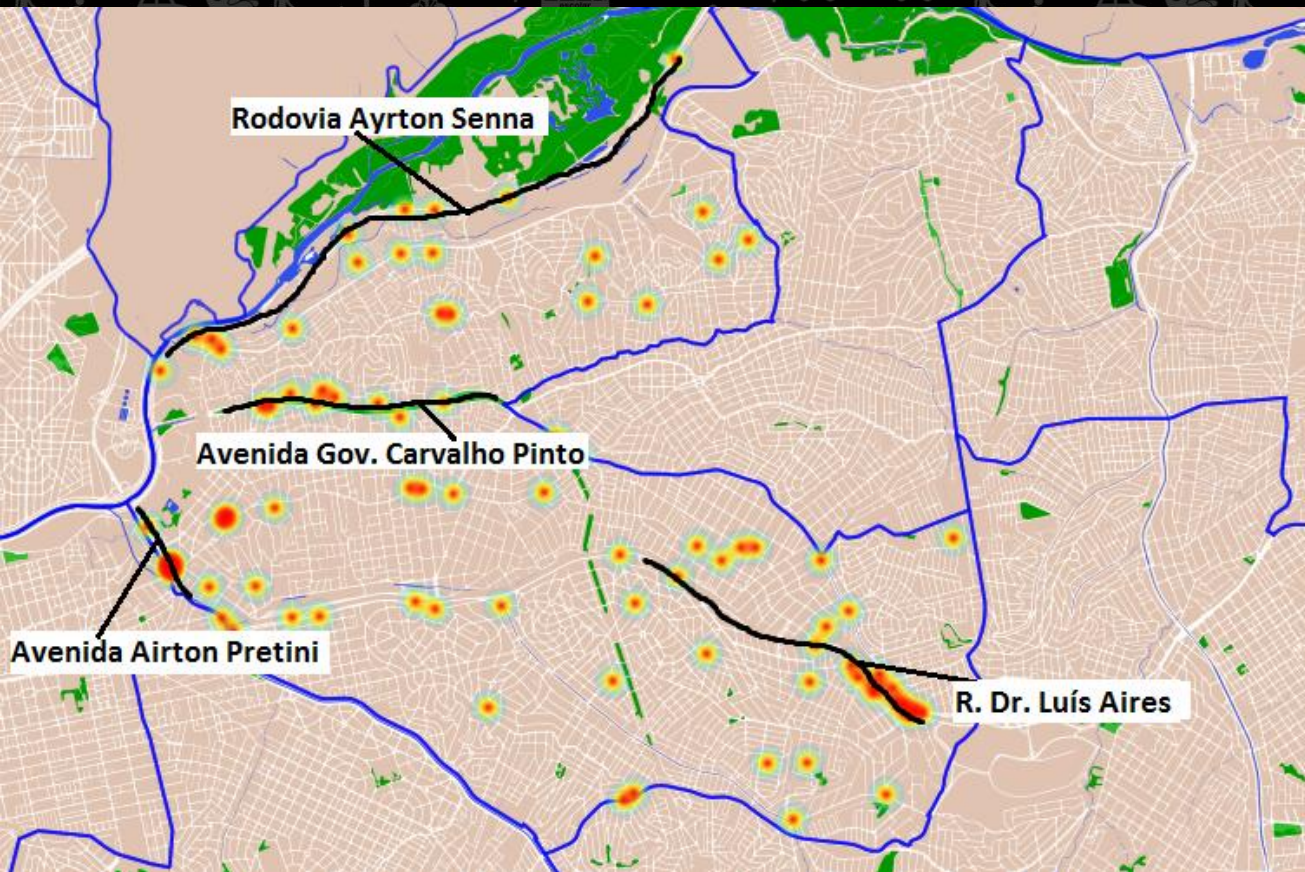 Rodovia Ayrton Senna
Avenida Gov. Carvalho Pinto
Avenida Airton Pretini
R. Dr. Luís Aires